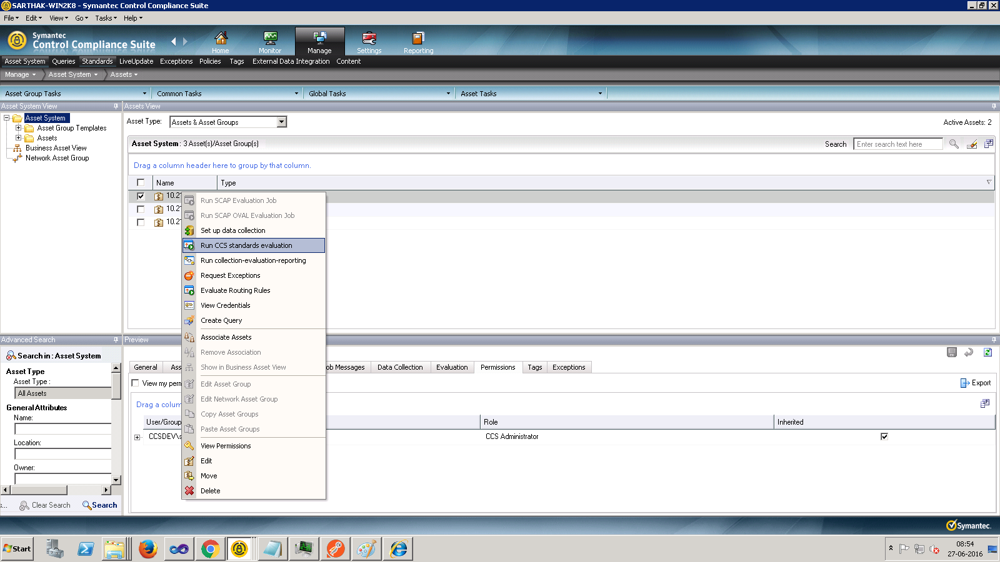 SARTHAK-WIN2K8 - Symantec Control Compliance Suite
File Edit View Go Tasks Help
Symantec
Control Compliance Suite
Home Monitor Manage Settings Reporting
Asset System Queries Standards LiveUpdate Exceptions Policies Tags External Data Integration Content
Manage Asset System Assets
Asset Group Tasks Common Tasks Global Tasks Asset Tasks
Asset System View
Asset System
Asset Group Templates
Assets
Business Asset View
Network Asset Group
Assets View
Asset Type: Assets & Asset Groups Active Assets: 2
Asset System : 3 Asset(s)/Asset Group(s) Search Enter search text here
Drag a column header here to group by that column.
Name Type
10.2
10.2
10.2
Run SCAP Evaluation Job
Run SCAP OVAL Evaluation Job
Set up data collection
Run CCS standards evaluation
Run collection-evaluation-reporting
Request Exceptions
Evaluate Routing Rules
View Credentials
Create Query
Associate Assets
Remove Association
Show in Business Asset View
Edit Asset Group
Edit Network Asset Group
Copy Asset Groups
Paste Asset Groups
View Permissions
Edit
Move
Delete
Advanced Search
Search in : Asset System
Asset Type
Asset Type :
All Assets
General Attributes
Name:
Location:
Owner:
s... Clear Search Search
Preview
General Ass ob Messages Data Collection Evaluation Permissions Tags Exceptions
View my perm Export
Drag a colum
User/Group Role Inherited
CCSDEV\s CCS Administrator
Symantec.
Start
08:54
27-06-2016